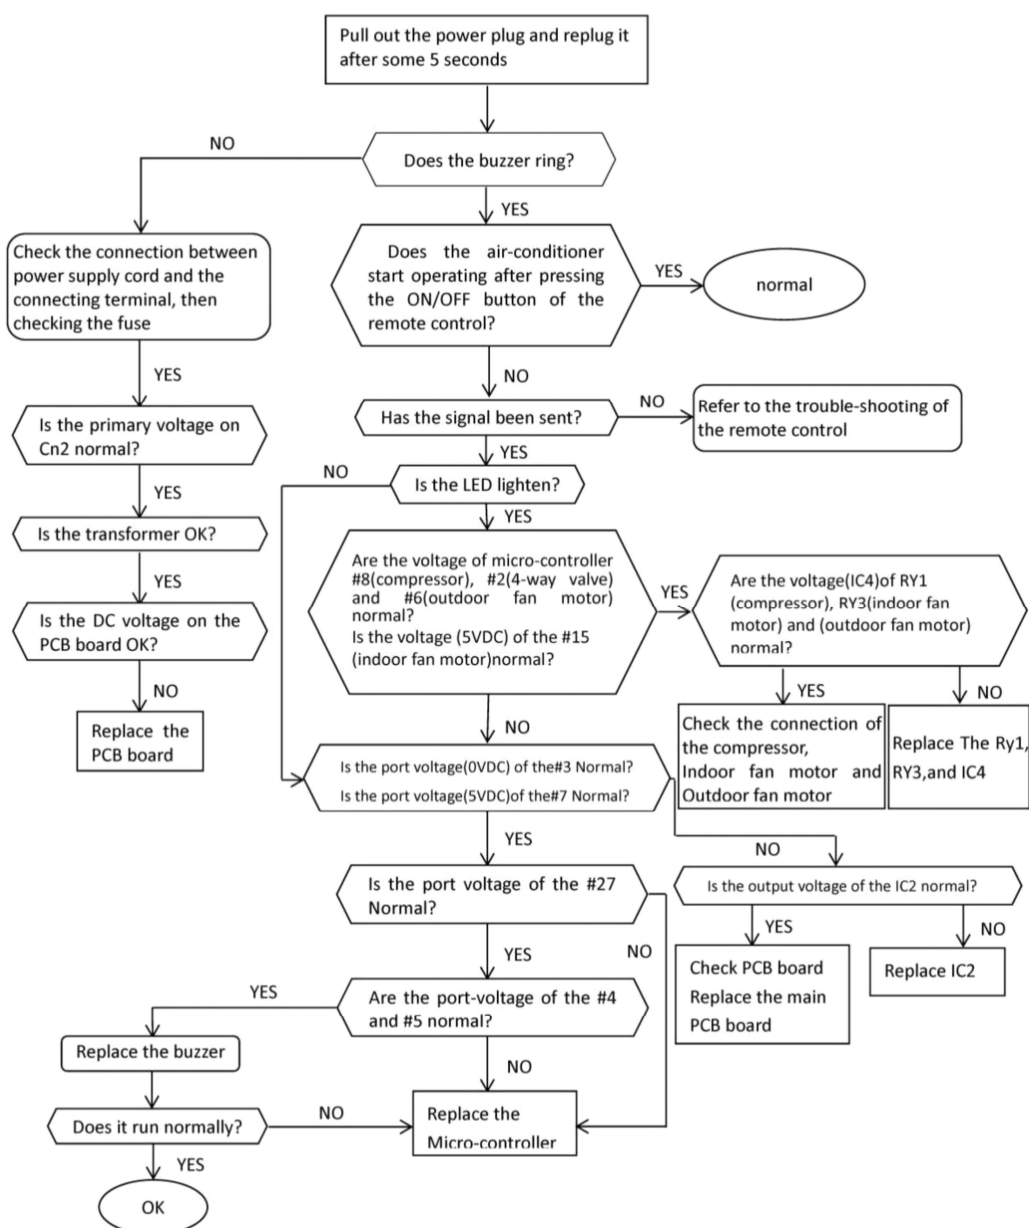 Pull out the power plug and replug it
after some 5 seconds
NO
Does the buzzer ring?
YES
Check the connection between
power supply cord and the
connecting terminal, then
checking the fuse
Does the air-conditioner
start operating after pressing
the ON/OFF button of the
remote control?
YES
normal
YES
NO
Is the primary voltage on
Cn2 normal?
Has the signal been sent?
NO
Refer to the trouble-shooting of
the remote control
YES
NO
Is the LED lighten?
YES
YES
Is the transformer OK?
Are the voltage of micro-controller
#8(compressor), #2(4-way valve)
and #6(outdoor fan motor)
normal?
Is the voltage (5VDC) of the #15
(indoor fan motor)normal?
YES
Are the voltage(IC4)of RY1
(compressor), RY3(indoor fan
motor) and (outdoor fan motor)
normal?
YES
Is the DC voltage on the
PCB board OK?
NO
Replace the
PCB board
YES
NO
Check the connection of
the compressor,
Indoor fan motor and
Outdoor fan motor
Replace The Ry1,
RY3,and IC4
NO
Is the port voltage(0VDC) of the#3 Normal?
Is the port voltage(5VDC)of the#7 Normal?
YES
NO
Is the output voltage of the IC2 normal?
Is the port voltage of the #27
Normal?
YES
NO
Check PCB board
Replace the main
PCB board
Replace IC2
YES
NO
Are the port-voltage of the #4
and #5 normal?
YES
Replace the buzzer
NO
Does it run normally?
NO
Replace the
Micro-controller
YES
OK